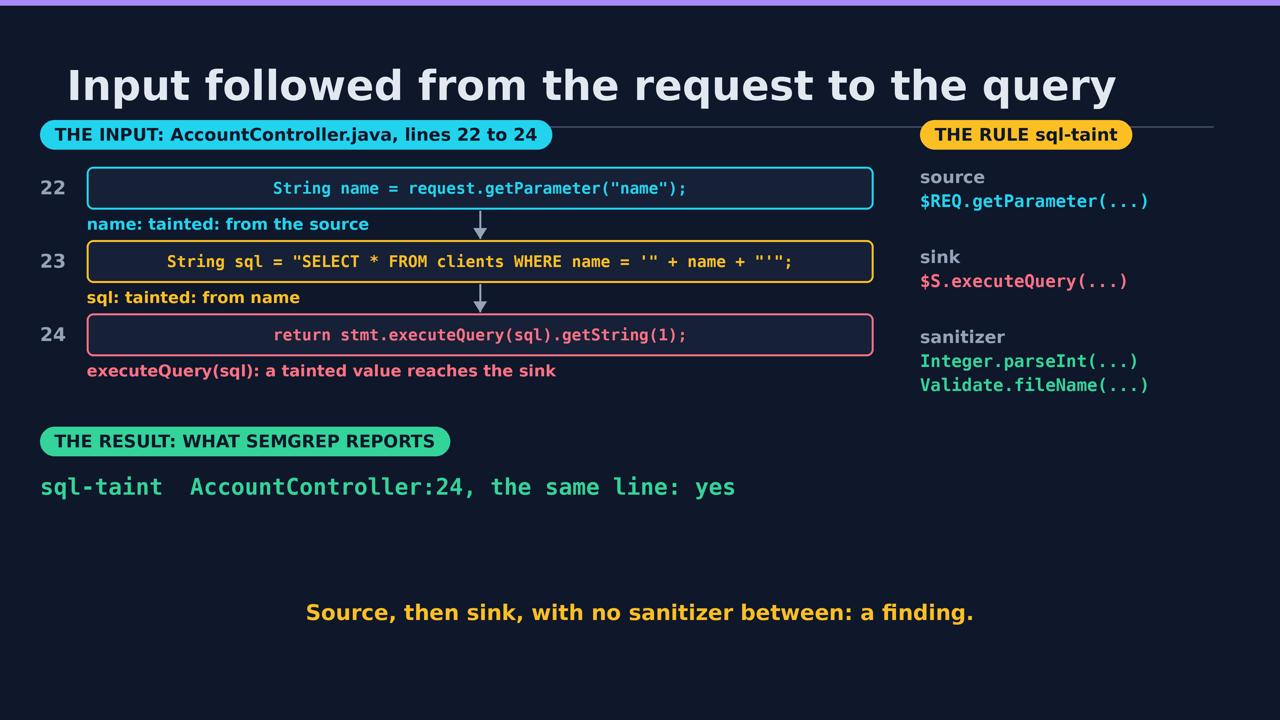 Input followed from the request to the query
THE INPUT: AccountController.java, lines 22 to 24
22
String name = request.getParameter("name");
name: tainted: from the source
23
String sql = "SELECT * FROM clients WHERE name = '" + name + "'";
sql: tainted: from name
24
return stmt.executeQuery(sql).getString(1);
executeQuery(sql): a tainted value reaches the sink
THE RULE sql-taint
source
$REQ.getParameter(...)
sink
$S.executeQuery(...)
sanitizer
Integer.parseInt(...)
Validate.fileName(...)
THE RESULT: WHAT SEMGREP REPORTS
sql-taint  AccountController:24, the same line: yes
Source, then sink, with no sanitizer between: a finding.